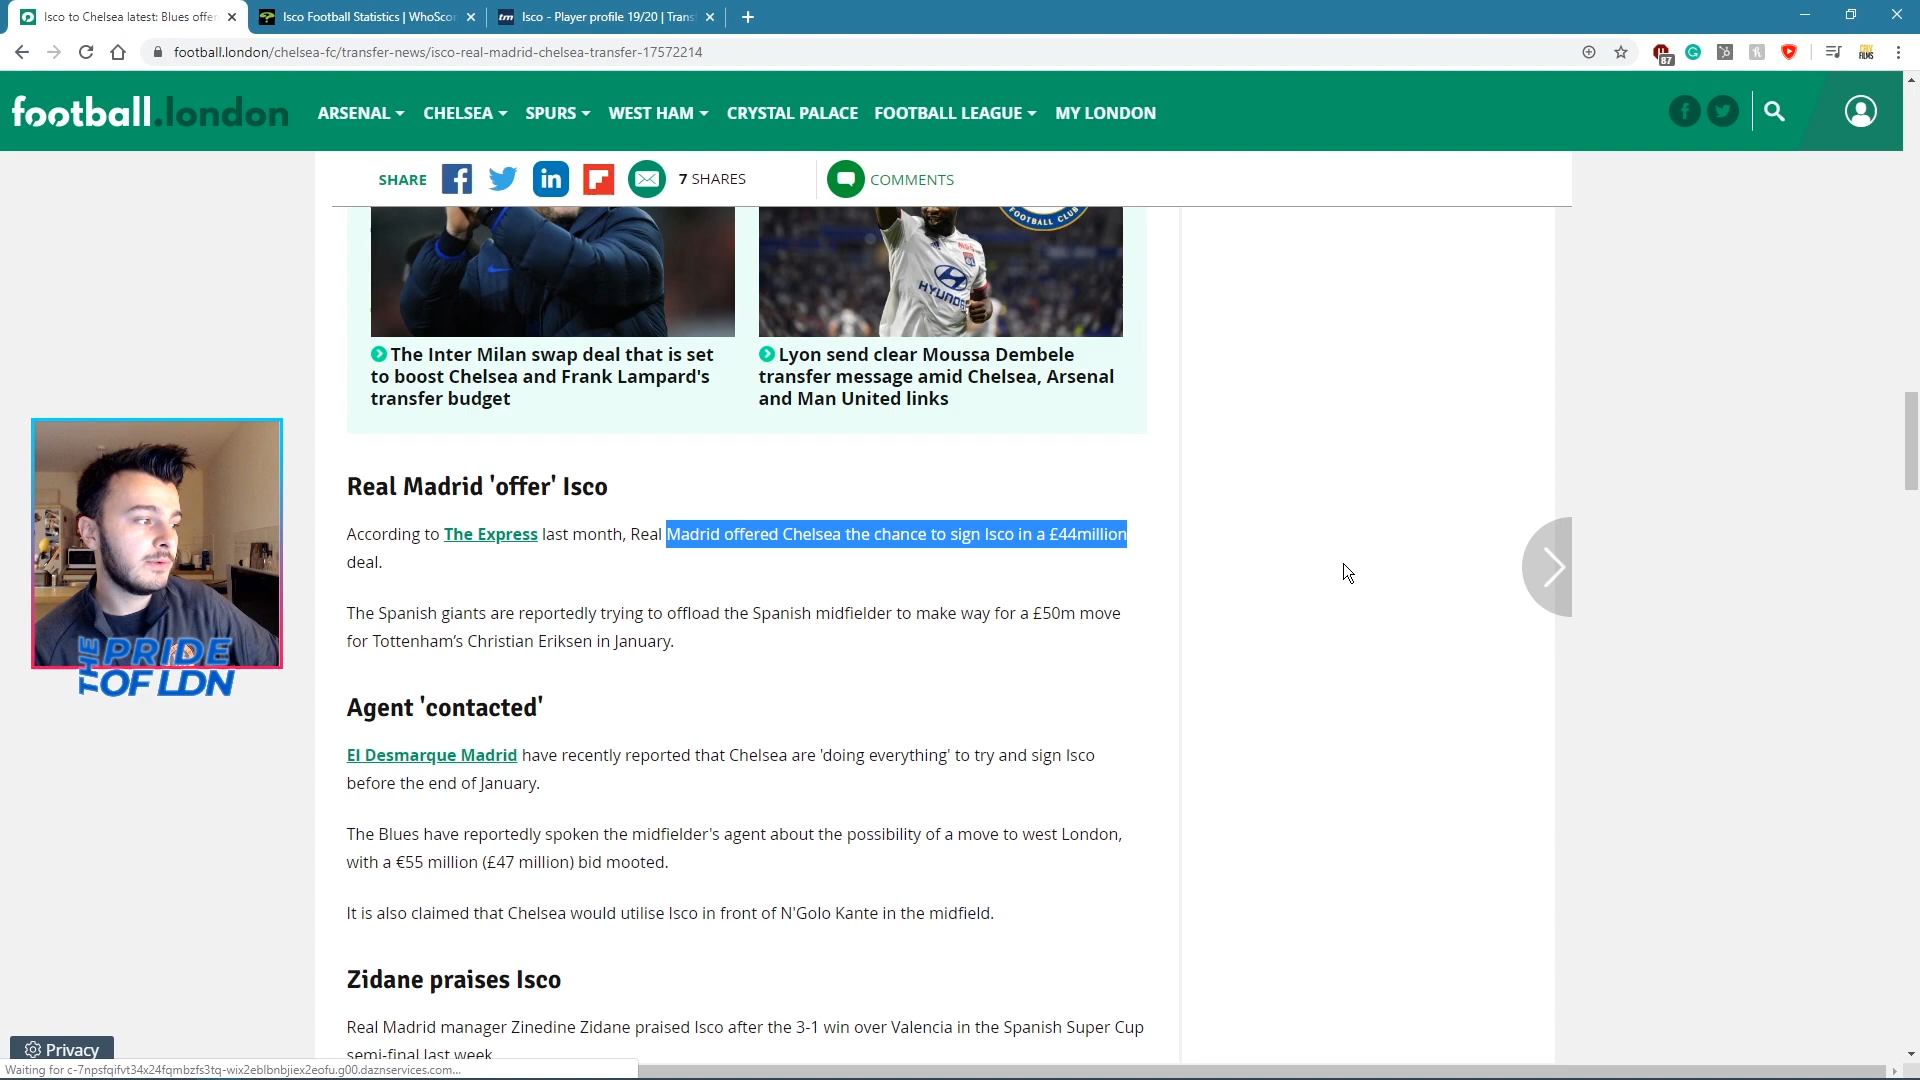 Isco to Chelsea latest: Blues offer
Isco Football Statistics | WhoScor
tm Isco - Player profile 19/20 | Trans
football.london/chelsea-fc/transfer-news/isco-real-madrid-chelsea-transfer-17572214
87
football.london ARSENAL CHELSEA SPURS WEST HAM CRYSTAL PALACE FOOTBALL LEAGUE MY LONDON
SHARE 7 SHARES COMMENTS
FOOTBALL CLUB
HYUNDAI
The Inter Milan swap deal that is set
to boost Chelsea and Frank Lampard's
transfer budget
Lyon send clear Moussa Dembele
transfer message amid Chelsea, Arsenal
and Man United links
Real Madrid 'offer' Isco
According to The Express last month, Real Madrid offered Chelsea the chance to sign Isco in a £44million
deal.
The Spanish giants are reportedly trying to offload the Spanish midfielder to make way for a £50m move
for Tottenham's Christian Eriksen in January.
THE PRIDE
OF LDN
Agent 'contacted'
El Desmarque Madrid have recently reported that Chelsea are 'doing everything' to try and sign Isco
before the end of January.
The Blues have reportedly spoken the midfielder's agent about the possibility of a move to west London,
with a €55 million (£47 million) bid mooted.
It is also claimed that Chelsea would utilise Isco in front of N'Golo Kante in the midfield.
Zidane praises Isco
Real Madrid manager Zinedine Zidane praised Isco after the 3-1 win over Valencia in the Spanish Super Cup
semi-final last week
Privacy
Waiting for c-7npsfqifvt34x24fqmbzfs3tq-wix2eblbnbjiex2eofu.g00.daznservices.com...